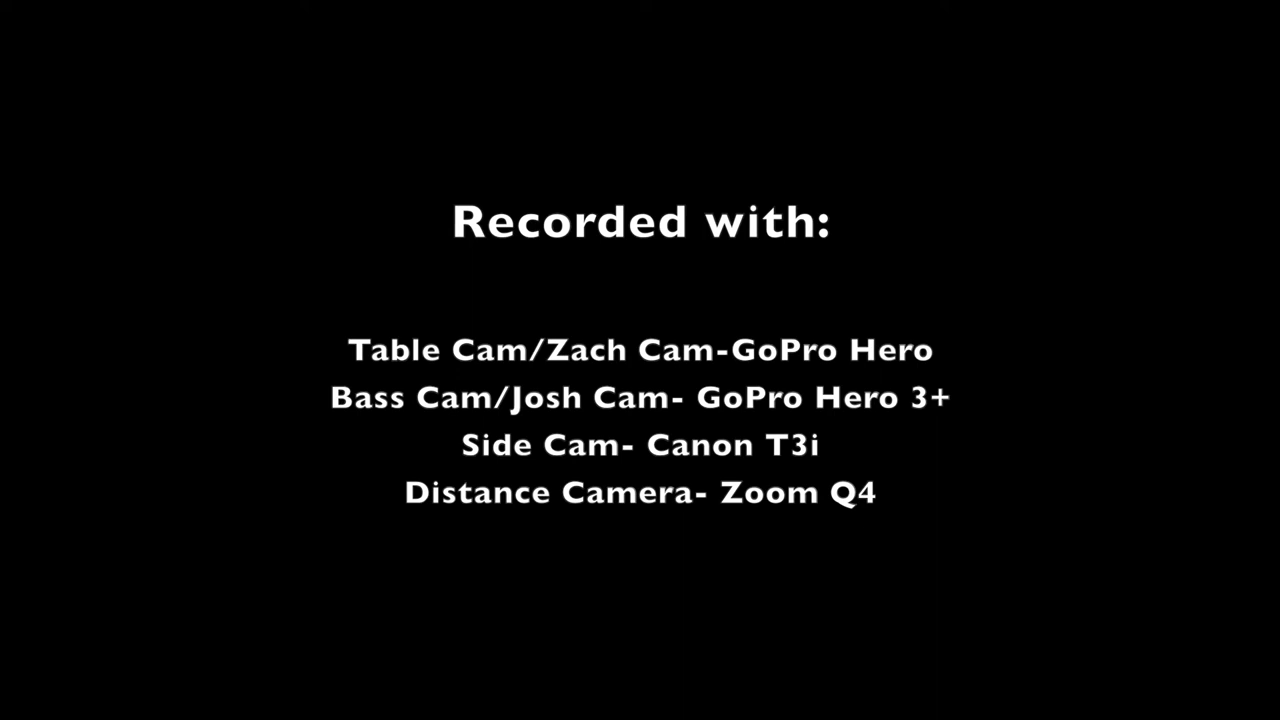 Recorded with:
Table Cam/Zach Cam-GoPro Hero
Bass Cam/Josh Cam- GoPro Hero 3+
Side Cam- Canon T3i
Distance Camera- Zoom Q4